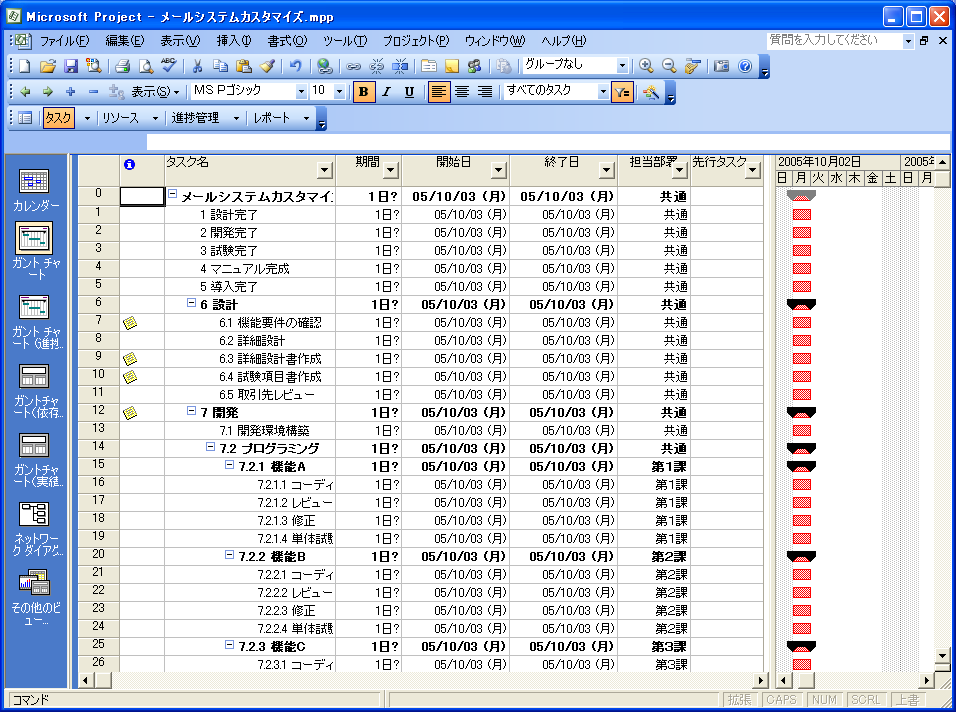 Microsoft Project - メールシステムカスタマイズ.mpp
ファイル(F) 編集(E) 表示(V) 挿入(I) 書式(O) ツール(T) プロジェクト(P) ウィンドウ(W) ヘルプ(H) 質問を入力してください
グループなし
表示(S) MS Pゴシック 10 B I U すべてのタスク
タスク リソース 進捗管理 レポート
カレンダー
ガント チャート
ガント チャート (進捗..
ガントチャート(依存..
ガントチャート(実績..
ネットワーク ダイアグ..
その他のビュー...
タスク名 期間 開始日 終了日 担当部署 先行タスク 2005年10月02日 2005年
日 月 火 水 木 金 土 日 月
0 メールシステムカスタマイズ 1日? 05/10/03 (月) 05/10/03 (月) 共通
1 1 設計完了 1日? 05/10/03 (月) 05/10/03 (月) 共通
2 2 開発完了 1日? 05/10/03 (月) 05/10/03 (月) 共通
3 3 試験完了 1日? 05/10/03 (月) 05/10/03 (月) 共通
4 4 マニュアル完成 1日? 05/10/03 (月) 05/10/03 (月) 共通
5 5 導入完了 1日? 05/10/03 (月) 05/10/03 (月) 共通
6 6 設計 1日? 05/10/03 (月) 05/10/03 (月) 共通
7 6.1 機能要件の確認 1日? 05/10/03 (月) 05/10/03 (月) 共通
8 6.2 詳細設計 1日? 05/10/03 (月) 05/10/03 (月) 共通
9 6.3 詳細設計書作成 1日? 05/10/03 (月) 05/10/03 (月) 共通
10 6.4 試験項目書作成 1日? 05/10/03 (月) 05/10/03 (月) 共通
11 6.5 取引先レビュー 1日? 05/10/03 (月) 05/10/03 (月) 共通
12 7 開発 1日? 05/10/03 (月) 05/10/03 (月) 共通
13 7.1 開発環境構築 1日? 05/10/03 (月) 05/10/03 (月) 共通
14 7.2 プログラミング 1日? 05/10/03 (月) 05/10/03 (月) 共通
15 7.2.1 機能A 1日? 05/10/03 (月) 05/10/03 (月) 第1課
16 7.2.1.1 コーディ 1日? 05/10/03 (月) 05/10/03 (月) 第1課
17 7.2.1.2 レビュー 1日? 05/10/03 (月) 05/10/03 (月) 第1課
18 7.2.1.3 修正 1日? 05/10/03 (月) 05/10/03 (月) 第1課
19 7.2.1.4 単体試験 1日? 05/10/03 (月) 05/10/03 (月) 第1課
20 7.2.2 機能B 1日? 05/10/03 (月) 05/10/03 (月) 第2課
21 7.2.2.1 コーディ 1日? 05/10/03 (月) 05/10/03 (月) 第2課
22 7.2.2.2 レビュー 1日? 05/10/03 (月) 05/10/03 (月) 第2課
23 7.2.2.3 修正 1日? 05/10/03 (月) 05/10/03 (月) 第2課
24 7.2.2.4 単体試験 1日? 05/10/03 (月) 05/10/03 (月) 第2課
25 7.2.3 機能C 1日? 05/10/03 (月) 05/10/03 (月) 第3課
26 7.2.3.1 コーディ 1日? 05/10/03 (月) 05/10/03 (月) 第3課
コマンド 拡張 CAPS NUM SCRL 上書